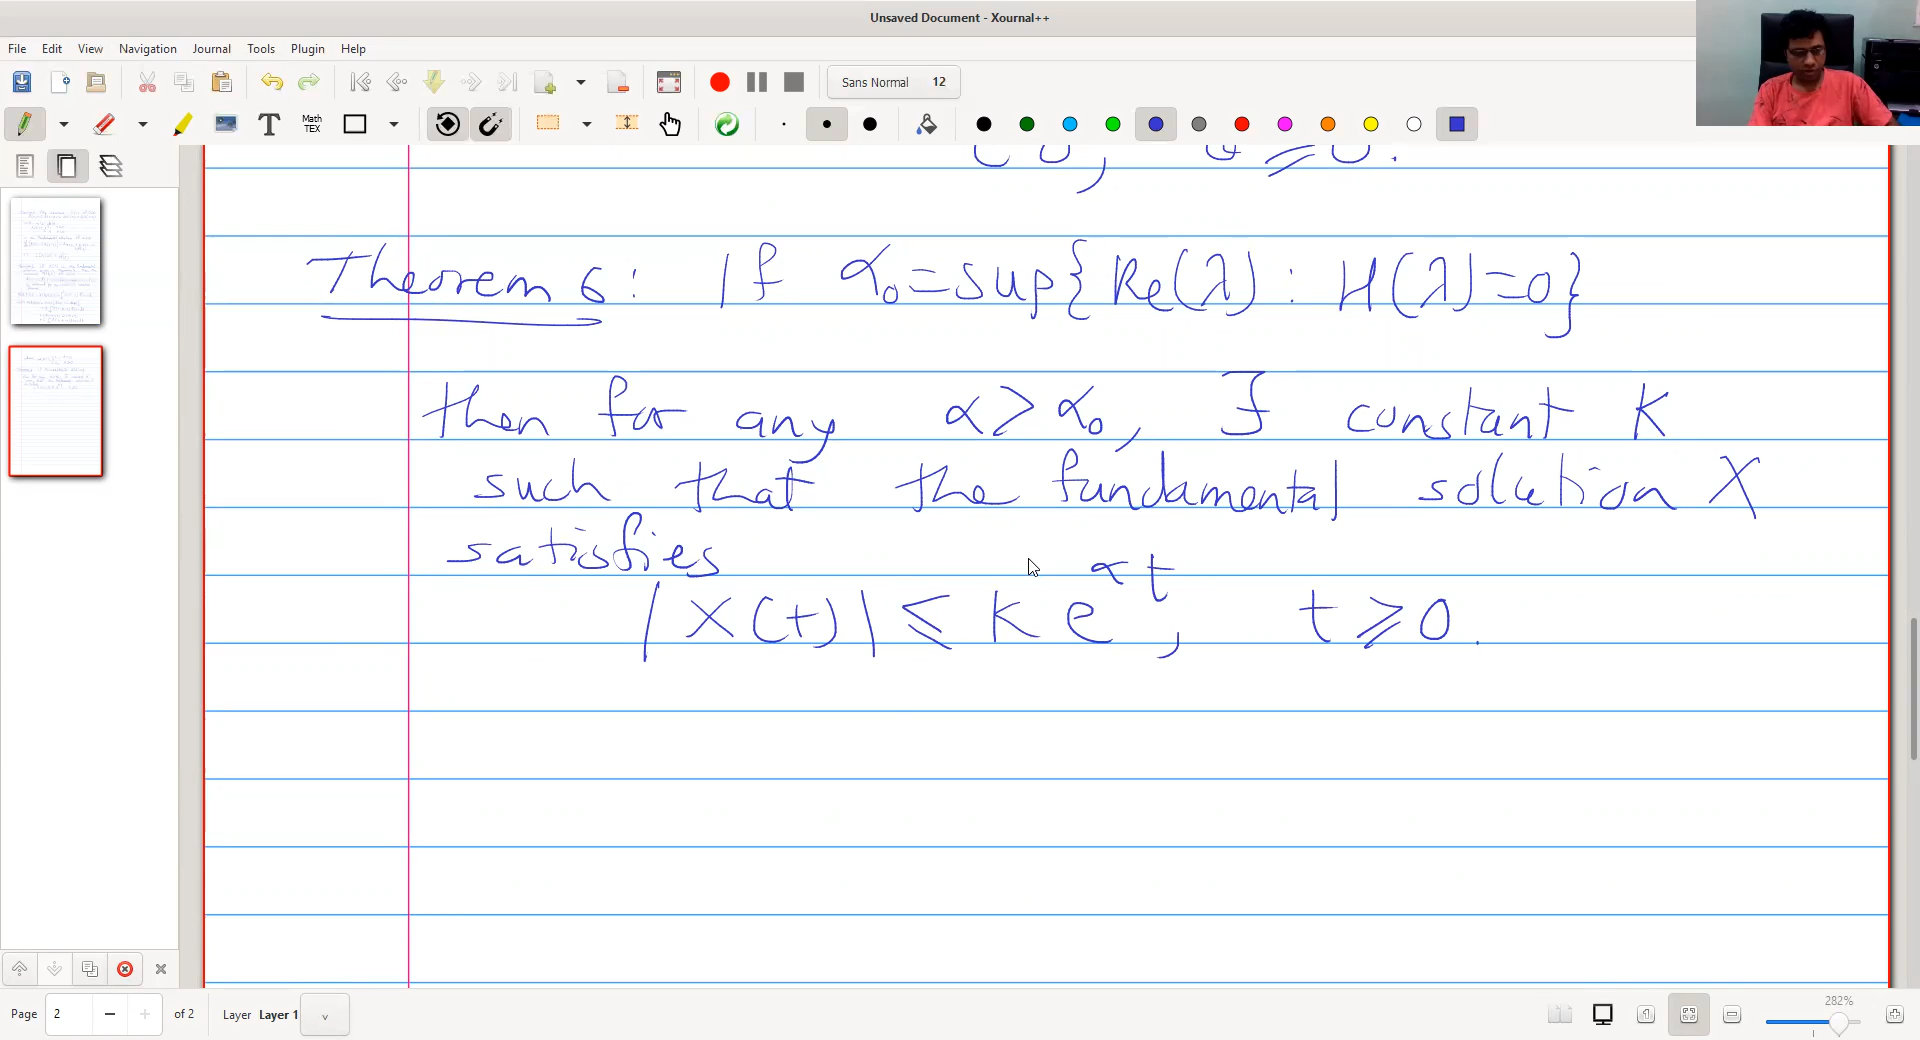 Unsaved Document - Xournal++
File Edit View Navigation Journal Tools Plugin Help
Sans Normal 12
Math
TEX
Theorem 6: If α₀=sup{Re(λ): H(λ)=0}
then for any α>α₀, ∃ constant K
such that the fundamental solution X
satisfies
|X(t)| ≤ K e^{αt}, t ≥ 0.
Page 2 of 2 Layer Layer 1
282%